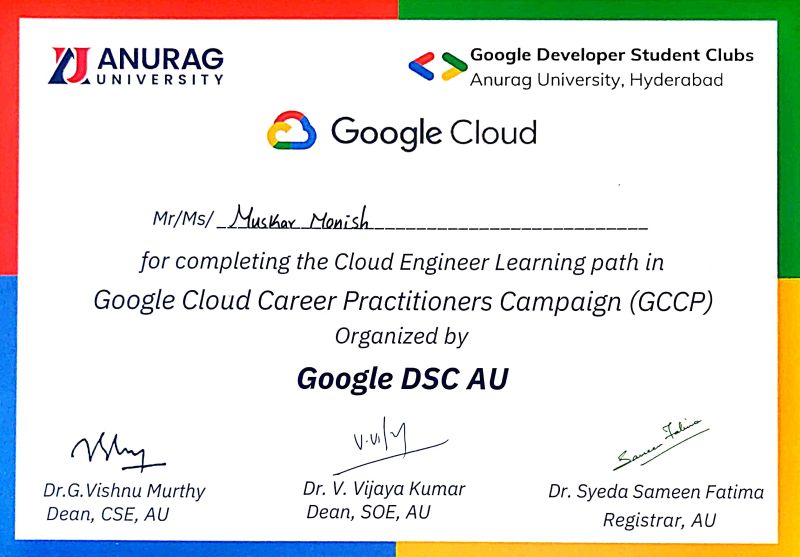 ANURAG
UNIVERSITY
Google Developer Student Clubs
Anurag University, Hyderabad
Google Cloud
Mr/Ms/ Muskar Monish
for completing the Cloud Engineer Learning path in
Google Cloud Career Practitioners Campaign (GCCP)
Organized by
Google DSC AU
Sameen Fatima
Dr.G.Vishnu Murthy
Dean, CSE, AU
Dr. V. Vijaya Kumar
Dean, SOE, AU
Dr. Syeda Sameen Fatima
Registrar, AU